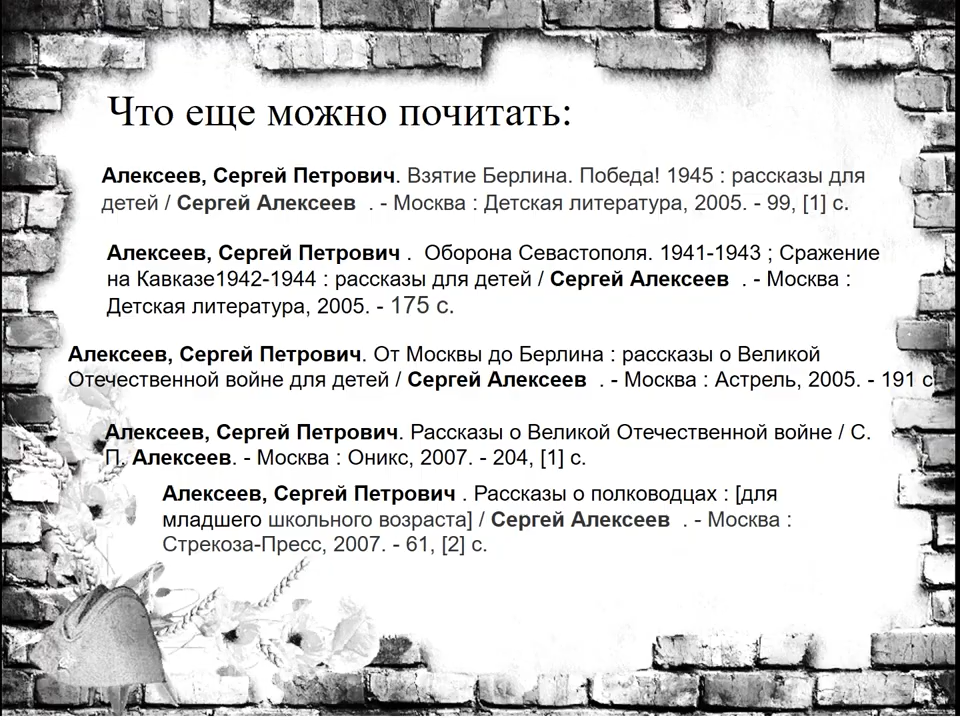 Что еще можно почитать:
Алексеев, Сергей Петрович. Взятие Берлина. Победа! 1945 : рассказы для
детей / Сергей Алексеев . - Москва : Детская литература, 2005. - 99, [1] с.
Алексеев, Сергей Петрович . Оборона Севастополя. 1941-1943 ; Сражение
на Кавказе1942-1944 : рассказы для детей / Сергей Алексеев . - Москва :
Детская литература, 2005. - 175 с.
Алексеев, Сергей Петрович. От Москвы до Берлина : рассказы о Великой
Отечественной войне для детей / Сергей Алексеев . - Москва : Астрель, 2005. - 191 с.
Алексеев, Сергей Петрович. Рассказы о Великой Отечественной войне / С.
П. Алексеев. - Москва : Оникс, 2007. - 204, [1] с.
Алексеев, Сергей Петрович . Рассказы о полководцах : [для
младшего школьного возраста] / Сергей Алексеев . - Москва :
Стрекоза-Пресс, 2007. - 61, [2] с.